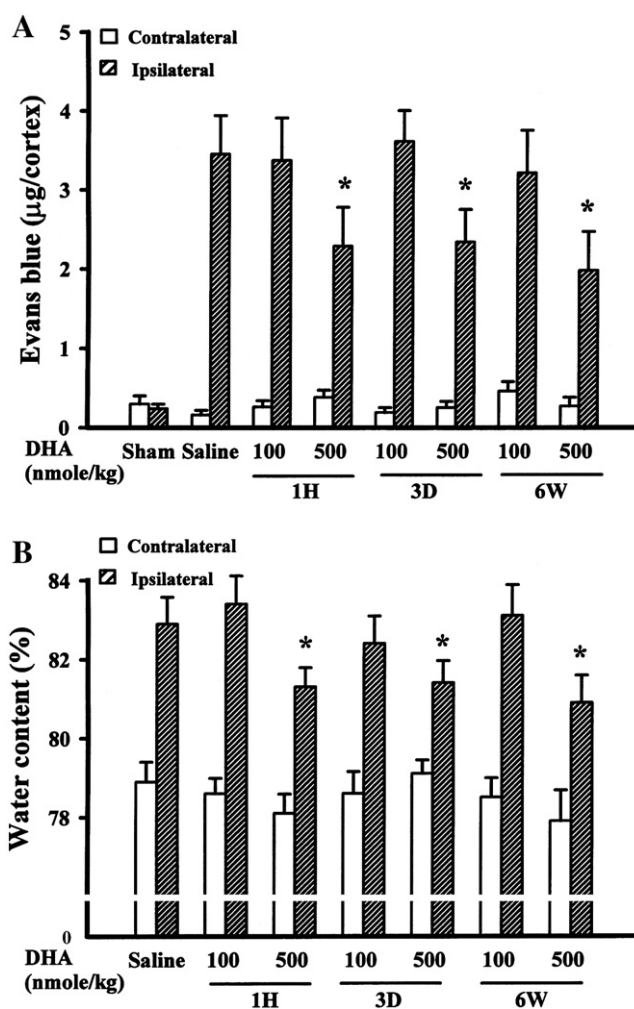 A
Contralateral
Ipsilateral
Evans blue (μg/cortex)
5
4
3
2
1
0
* * *
DHA
(nmole/kg)
Sham Saline 100 500 100 500 100 500
1H 3D 6W
B
Contralateral
Ipsilateral
Water content (%)
84
82
80
78
0
* * *
DHA
(nmole/kg)
Saline 100 500 100 500 100 500
1H 3D 6W